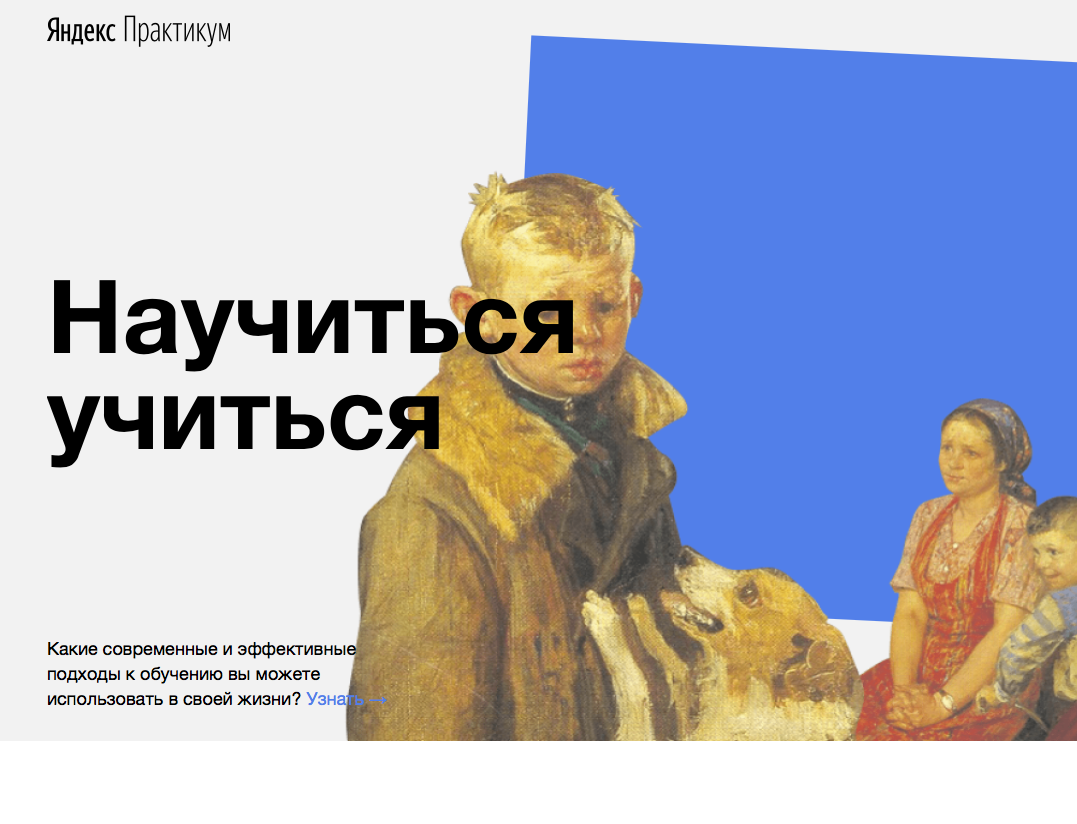 Яндекс Практикум
Научиться
учиться
Какие современные и эффективные
подходы к обучению вы можете
использовать в своей жизни? Узнать →